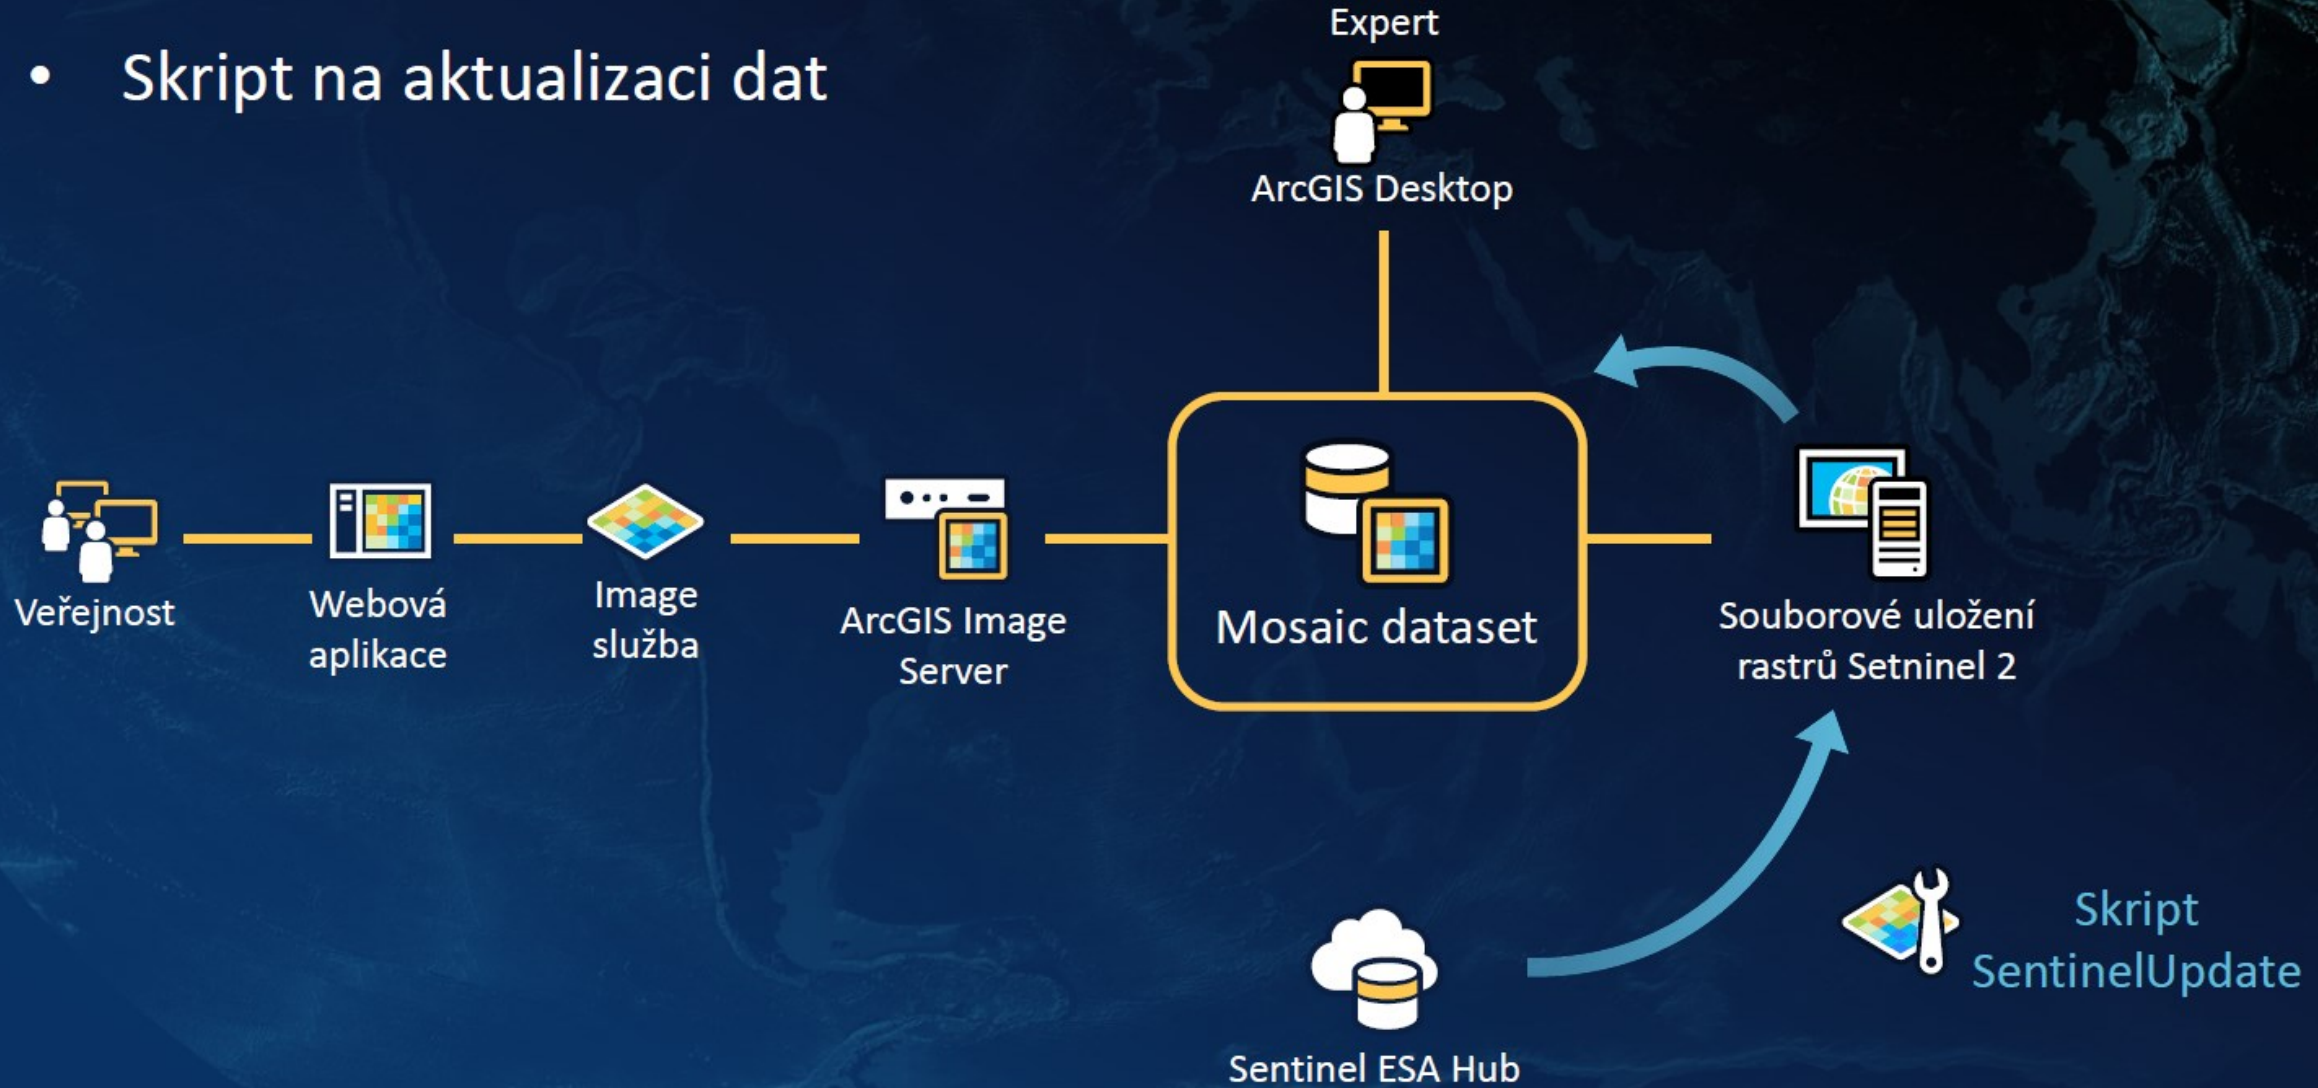 • Skript na aktualizaci dat
Expert
ArcGIS Desktop
Veřejnost
Webová
aplikace
Image
služba
ArcGIS Image
Server
Mosaic dataset
Souborové uložení
rastrů Setninel 2
Skript
SentinelUpdate
Sentinel ESA Hub